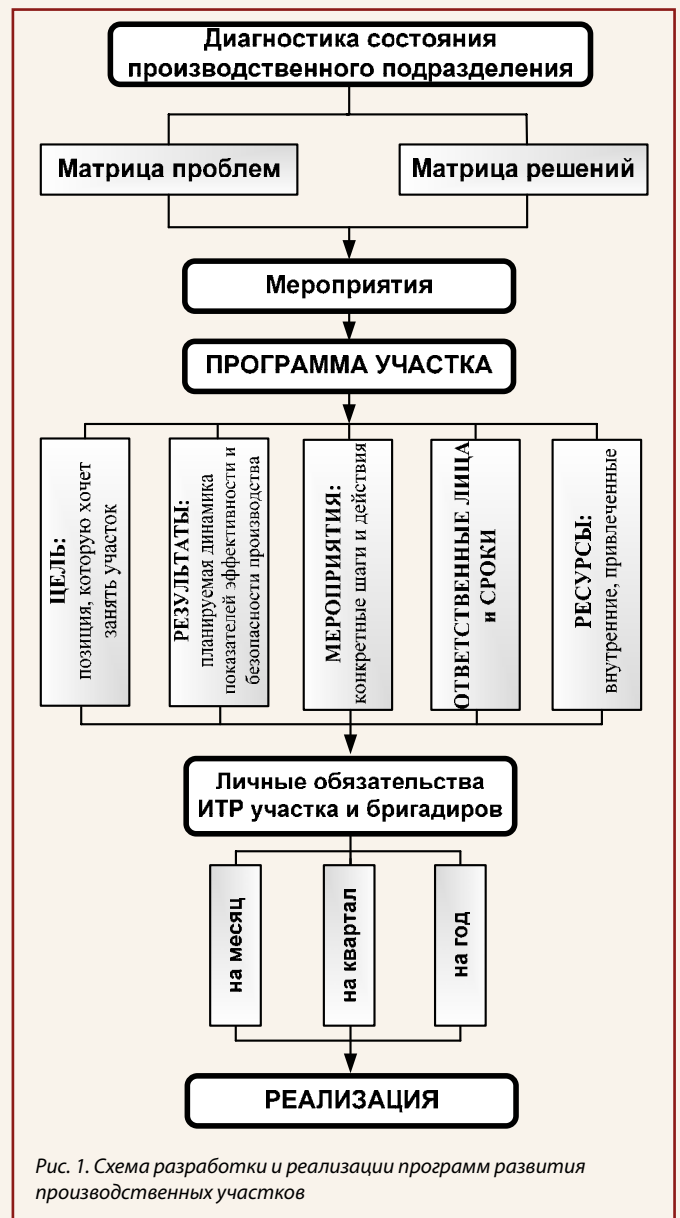 Диагностика состояния
производственного подразделения
Матрица проблем
Матрица решений
Мероприятия
ПРОГРАММА УЧАСТКА
ЦЕЛЬ:
позиция, которую хочет
занять участок
РЕЗУЛЬТАТЫ:
планируемая динамика
показателей эффективности и
безопасности производства
МЕРОПРИЯТИЯ:
конкретные шаги и действия
ОТВЕТСТВЕННЫЕ ЛИЦА
и СРОКИ
РЕСУРСЫ:
внутренние, привлеченные
Личные обязательства
ИТР участка и бригадиров
на месяц
на квартал
на год
РЕАЛИЗАЦИЯ
Рис. 1. Схема разработки и реализации программ развития
производственных участков